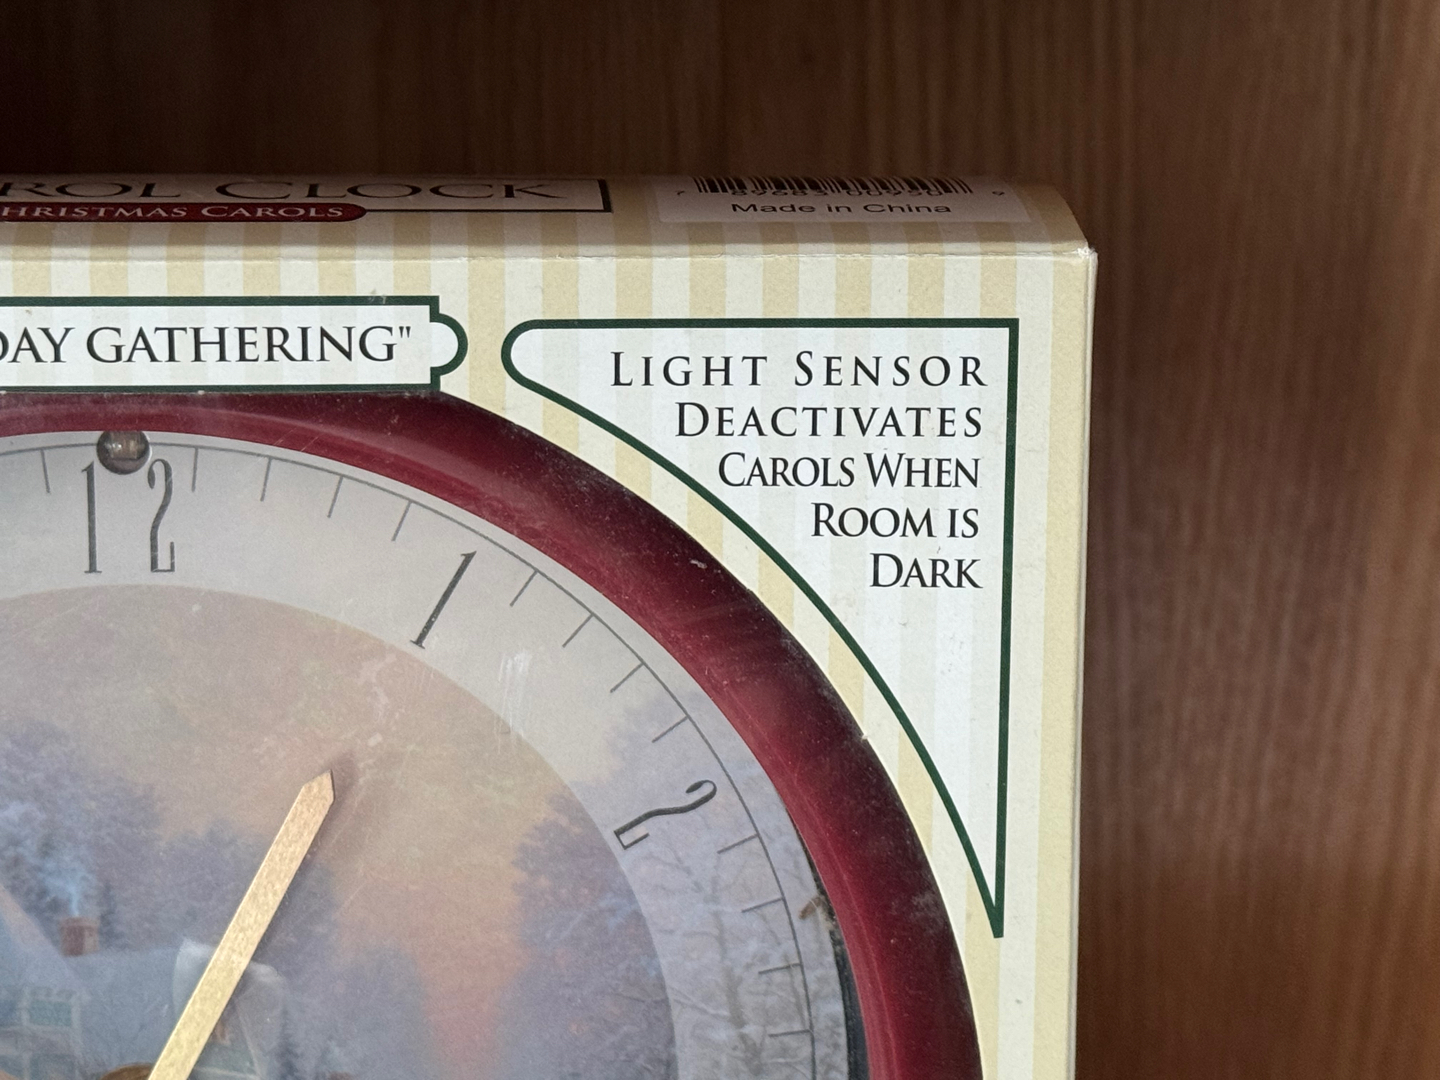 ROL CLOCK
HRISTMAS CAROLS
Made in China
DAY GATHERING"
LIGHT SENSOR
DEACTIVATES
CAROLS WHEN
ROOM IS
DARK
12
1
2